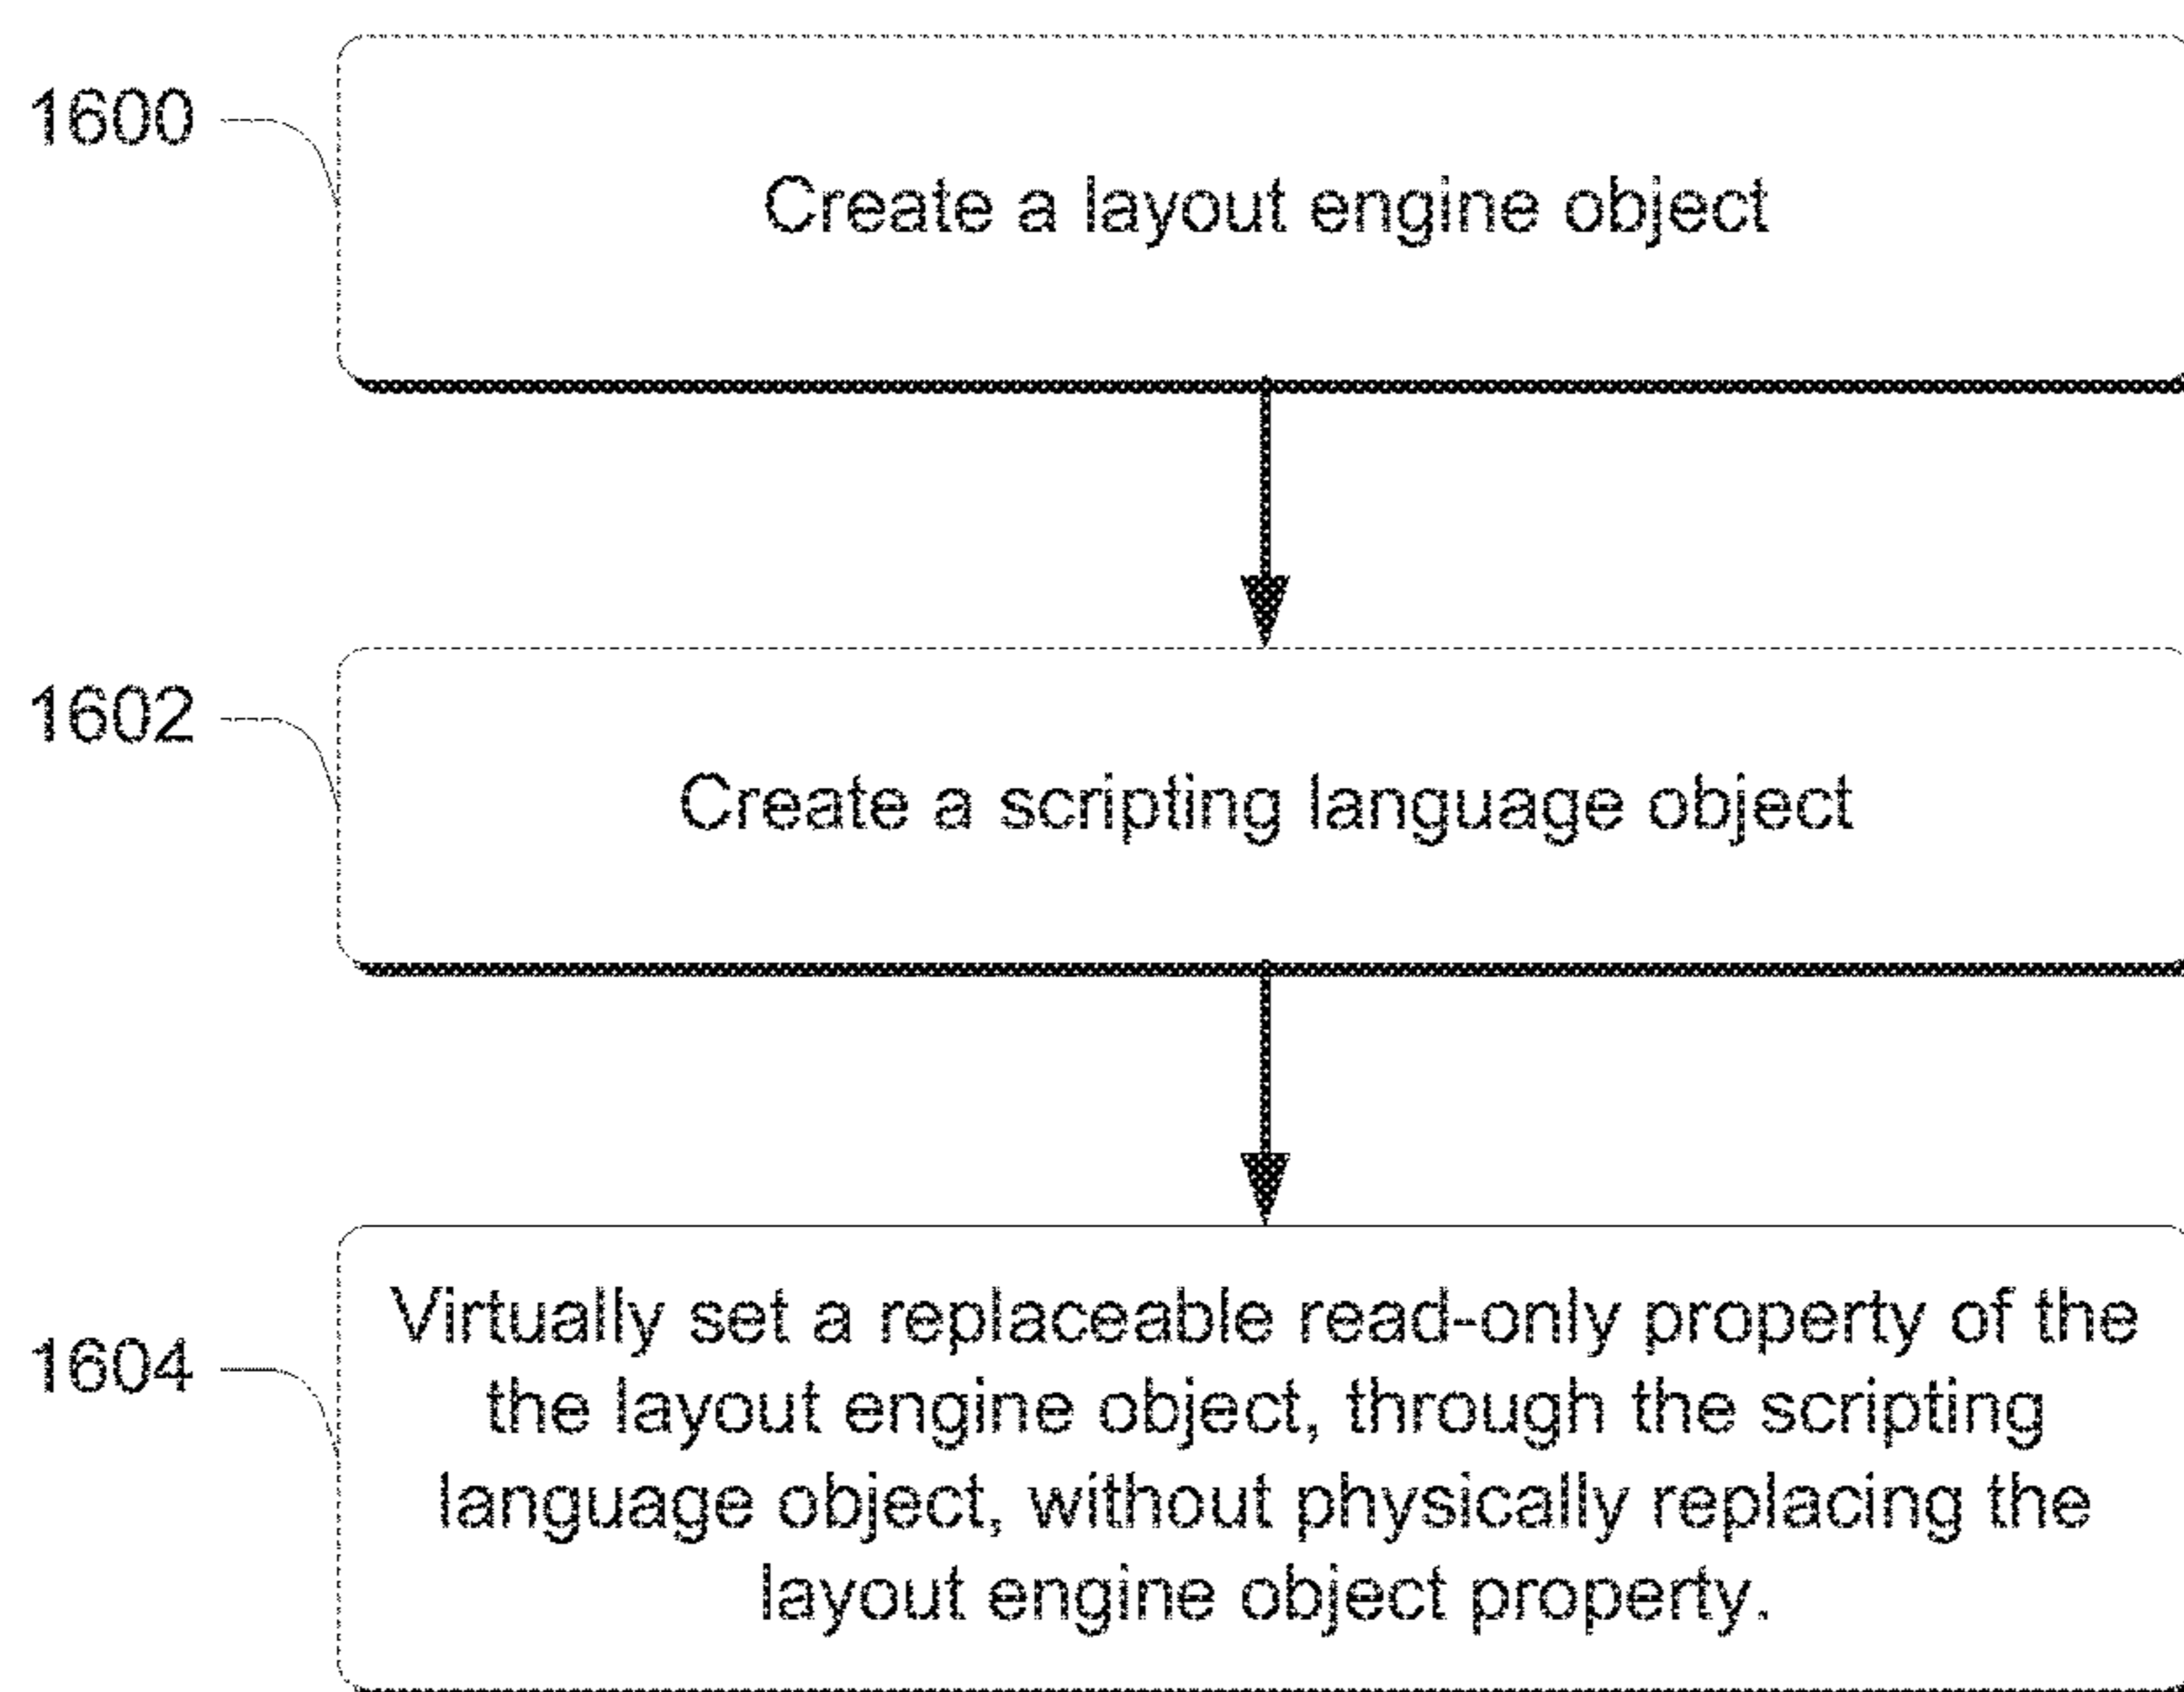 1600
Create a layout engine object
1602
Create a scripting language object
1604
Virtually set a replaceable read-only property of the
the layout engine object, through the scripting
language object, without physically replacing the
layout engine object property.